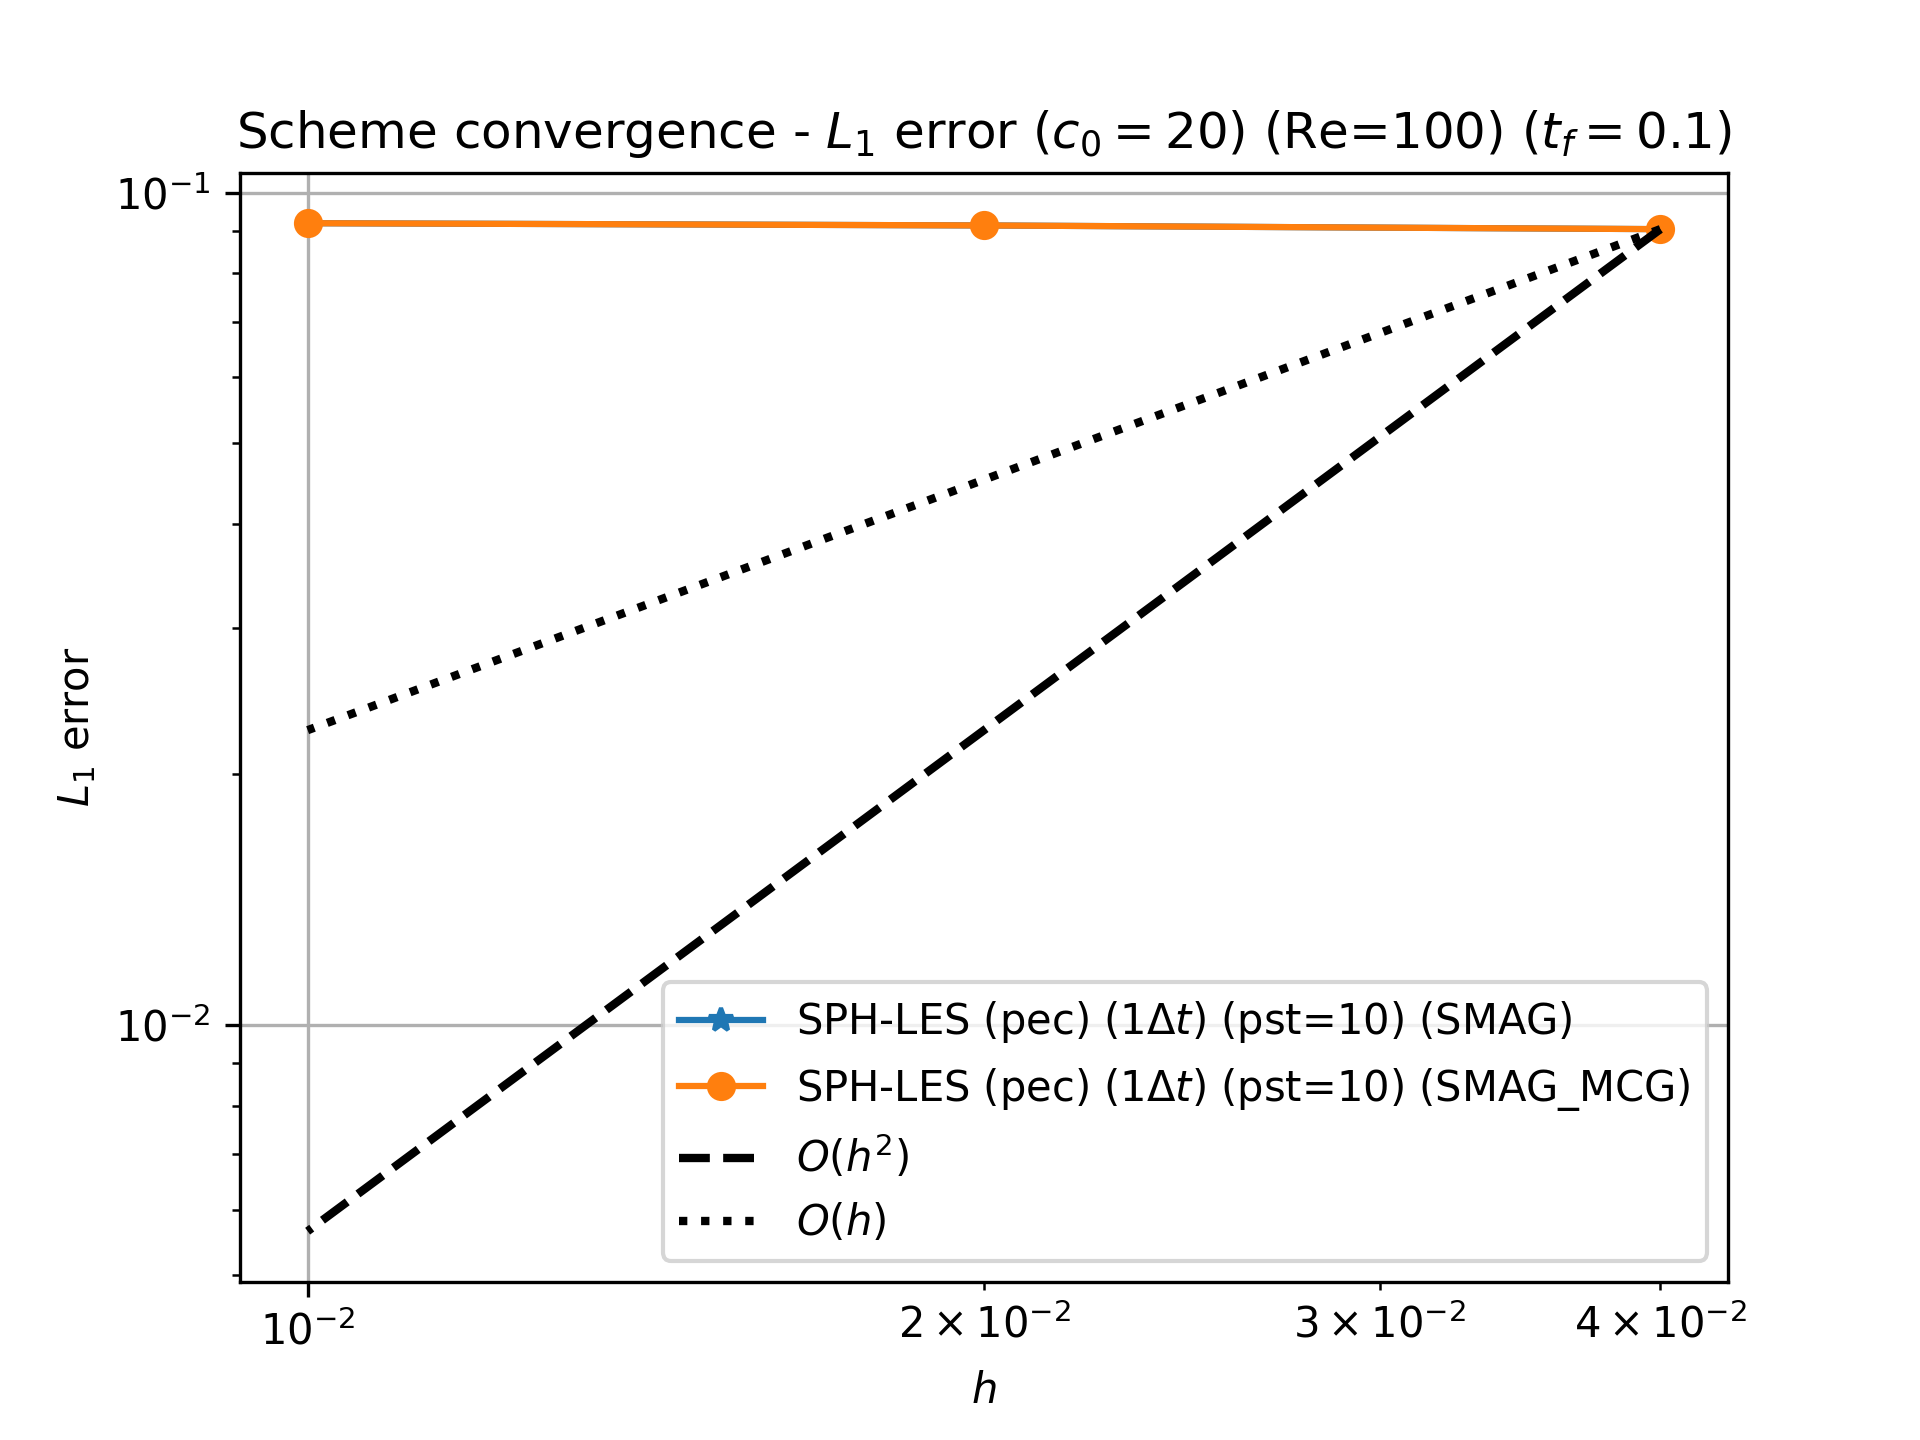 Scheme convergence - $L_1$ error ($c_0 = 20$) (Re=100) ($t_f = 0.1$)
$10^{-1}$
$10^{-2}$
$L_1$ error
SPH-LES (pec) (1Δ$t$) (pst=10) (SMAG)
SPH-LES (pec) (1Δ$t$) (pst=10) (SMAG_MCG)
$O(h^2)$
$O(h)$
$10^{-2}$ $2 \times 10^{-2}$ $3 \times 10^{-2}$ $4 \times 10^{-2}$
$h$